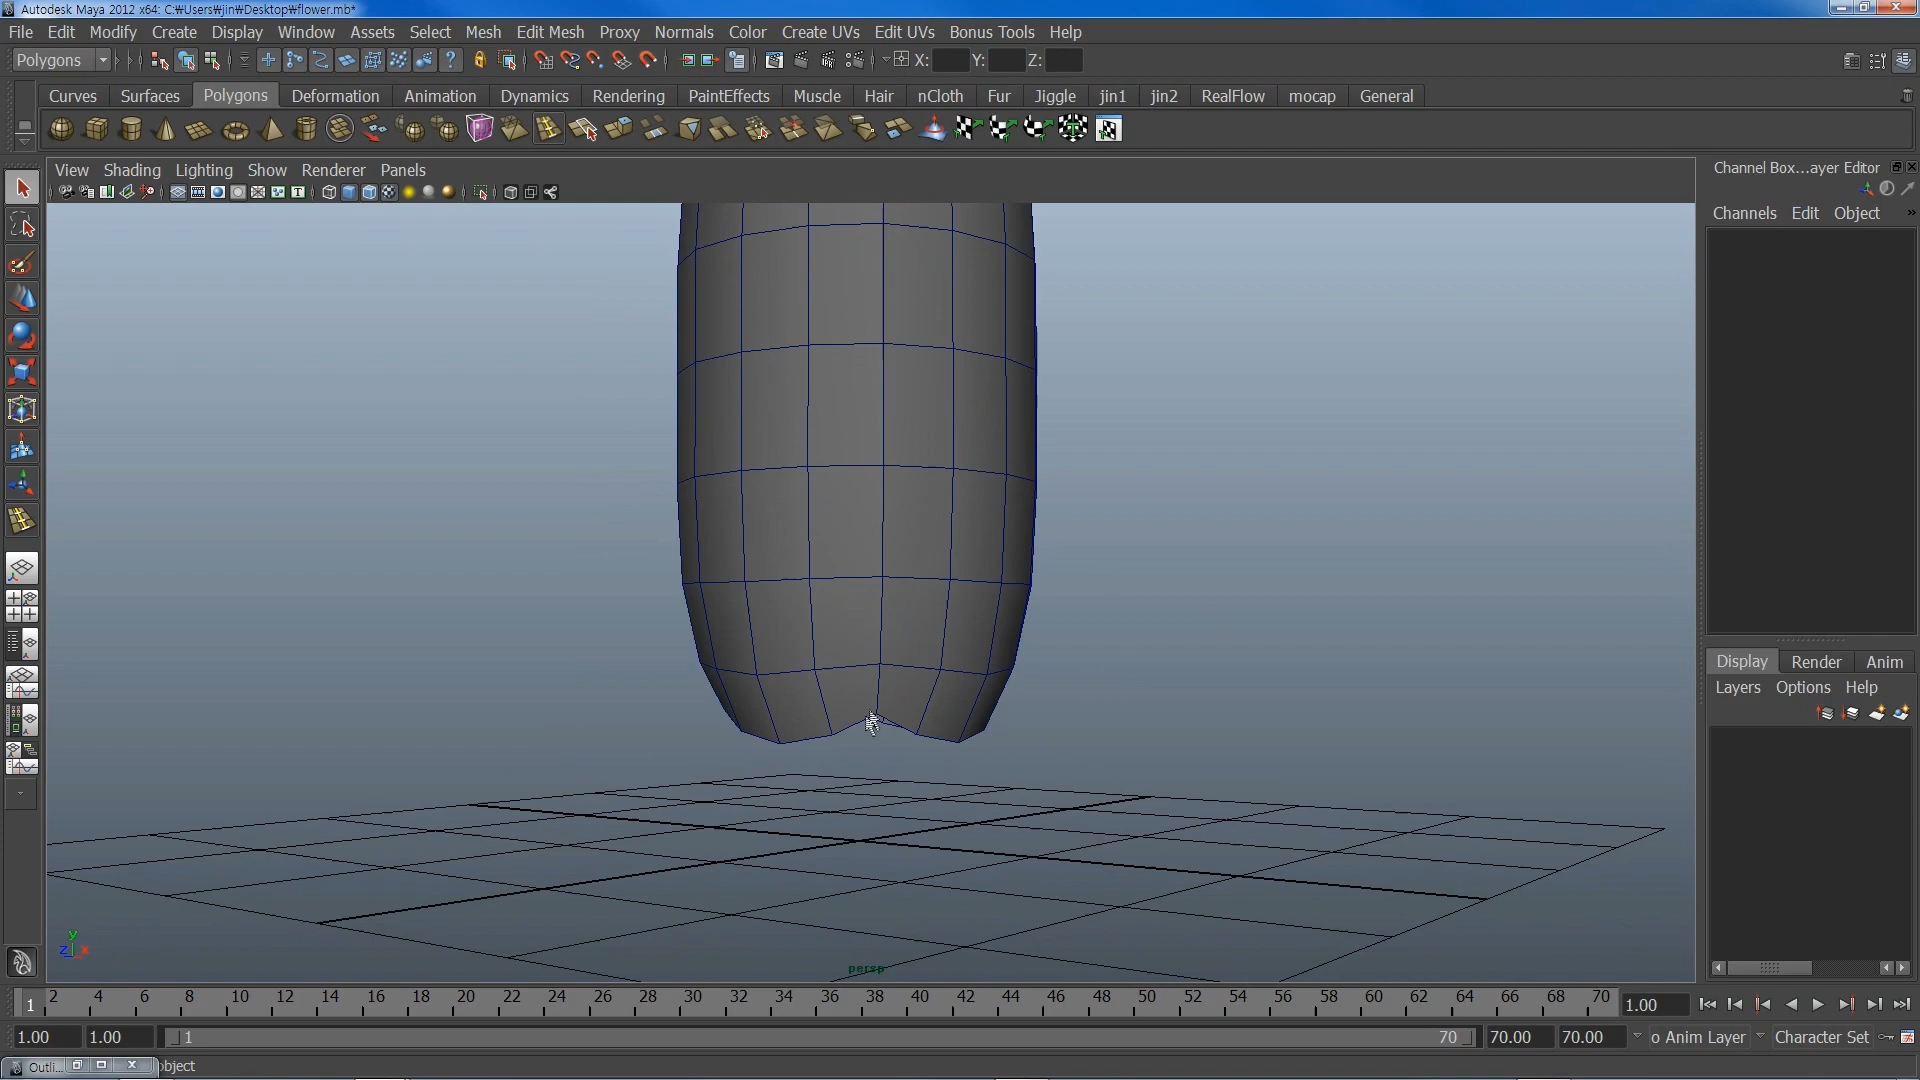 Autodesk Maya 2012 x64: C:₩Users₩jin₩Desktop₩flower.mb*
File Edit Modify Create Display Window Assets Select Mesh Edit Mesh Proxy Normals Color Create UVs Edit UVs Bonus Tools Help
Polygons X: Y: Z:
Curves Surfaces Polygons Deformation Animation Dynamics Rendering PaintEffects Muscle Hair nCloth Fur Jiggle jin1 jin2 RealFlow mocap General
View Shading Lighting Show Renderer Panels
Channel Box...ayer Editor
Channels Edit Object »
Display Render Anim
Layers Options Help
y
z x
persp
1 2 4 6 8 10 12 14 16 18 20 22 24 26 28 30 32 34 36 38 40 42 44 46 48 50 52 54 56 58 60 62 64 66 68 70 1.00
1.00 1.00 1 70 70.00 70.00 o Anim Layer Character Set
Outli... object